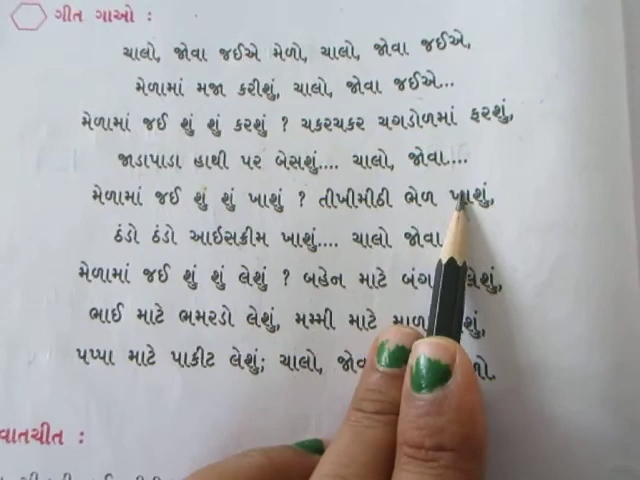 ગીત ગાઓ :
ચાલો, જોવા જઈએ મેળો, ચાલો, જોવા જઈએ,
મેળામાં મજા કરીશું, ચાલો, જોવા જઈએ...
મેળામાં જઈ શું શું કરશું ? ચકરચકર ચગડોળમાં ફરશું,
જાડાપાડા હાથી પર બેસશું.... ચાલો, જોવા....
મેળામાં જઈ શું શું ખાશું ? તીખીમીઠી ભેળ ખાશું,
ઠંડો ઠંડો આઇસક્રીમ ખાશું.... ચાલો જોવા
મેળામાં જઈ શું શું લેશું ? બહેન માટે લેશું,
ભાઈ માટે ભમરડો લેશું, મમ્મી માટે
પપ્પા માટે પાકીટ લેશું; ચાલો,
વાતચીત :